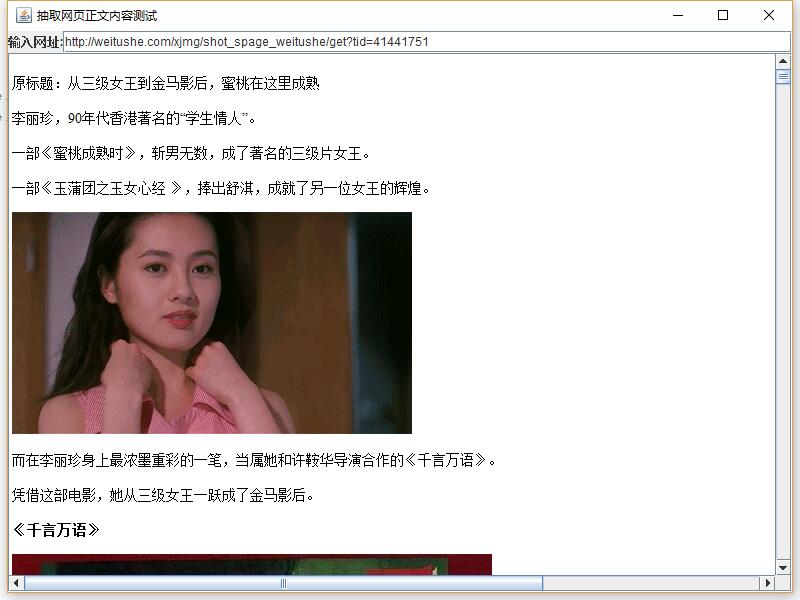 抽取网页正文内容测试
输入网址:http://weitushe.com/xjmg/shot_spage_weitushe/get?tid=41441751
原标题：从三级女王到金马影后，蜜桃在这里成熟
李丽珍，90年代香港著名的“学生情人”。
一部《蜜桃成熟时》，斩男无数，成了著名的三级片女王。
一部《玉蒲团之玉女心经 》，捧出舒淇，成就了另一位女王的辉煌。
而在李丽珍身上最浓墨重彩的一笔，当属她和许鞍华导演合作的《千言万语》。
凭借这部电影，她从三级女王一跃成了金马影后。
《千言万语》